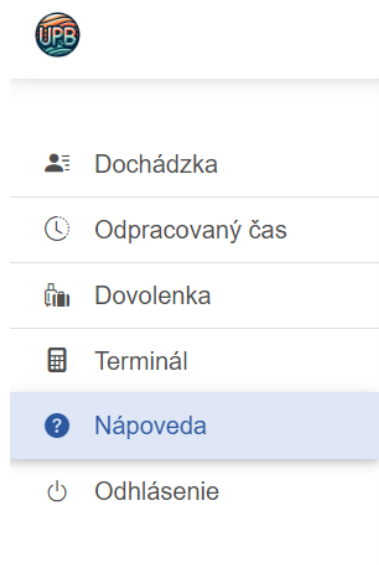 UPB
Dochádzka
Odpracovaný čas
Dovolenka
Terminál
?
Nápoveda
Odhlásenie